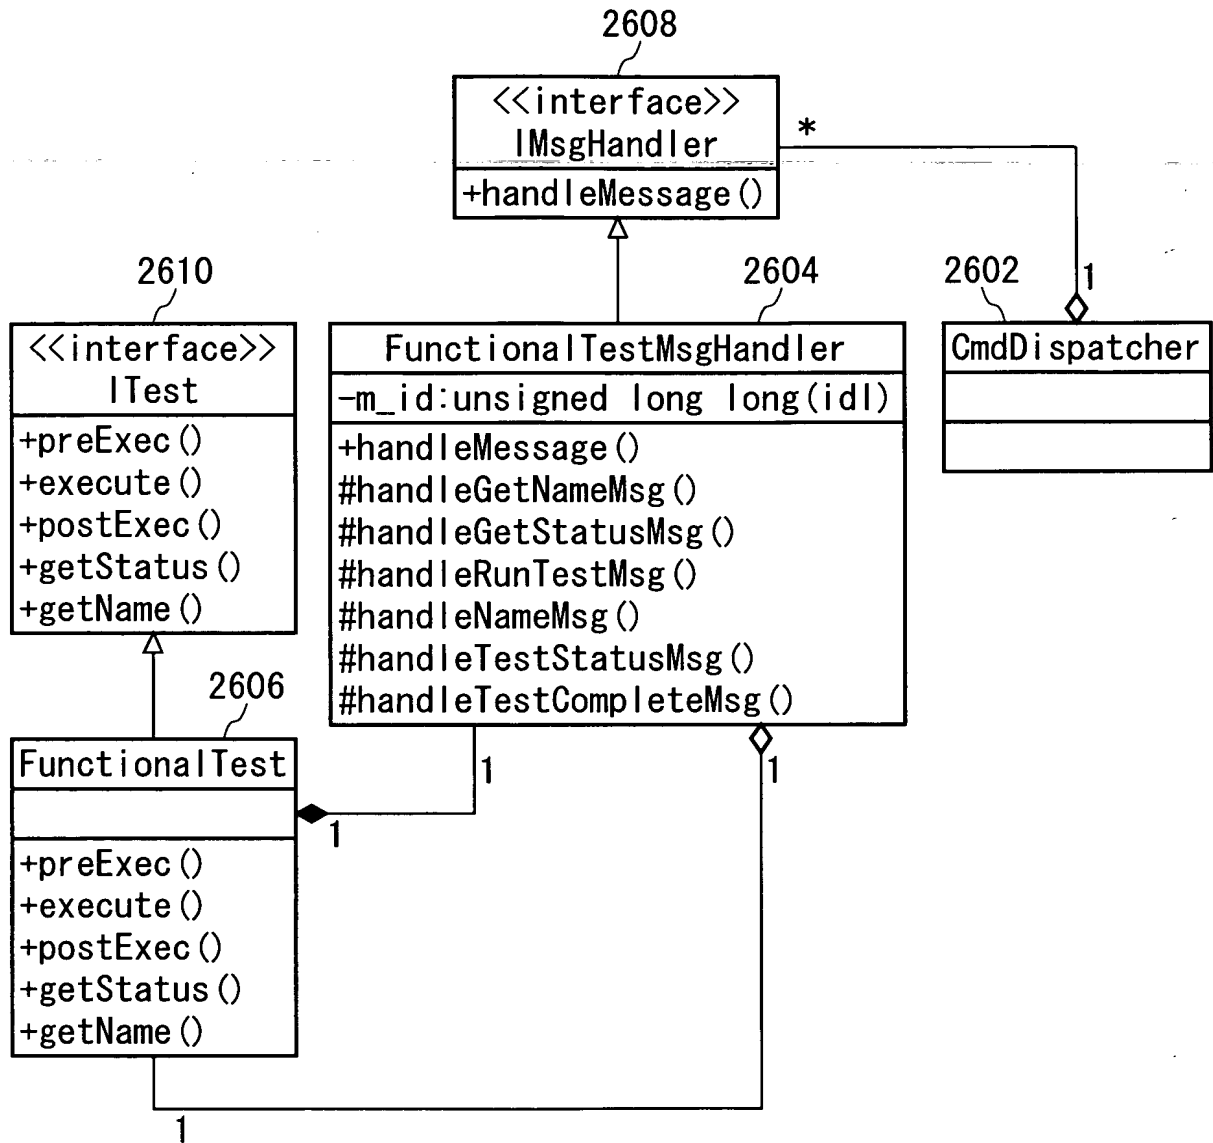 2608
<<interface>>
IMsgHandler
+handleMessage()
*
1
2610
<<interface>>
ITest
+preExec()
+execute()
+postExec()
+getStatus()
+getName()
2604
FunctionalTestMsgHandler
-m_id:unsigned long long(idl)
+handleMessage()
#handleGetNameMsg()
#handleGetStatusMsg()
#handleRunTestMsg()
#handleNameMsg()
#handleTestStatusMsg()
#handleTestCompleteMsg()
2602
CmdDispatcher
2606
FunctionalTest
+preExec()
+execute()
+postExec()
+getStatus()
+getName()
1
1
1
1